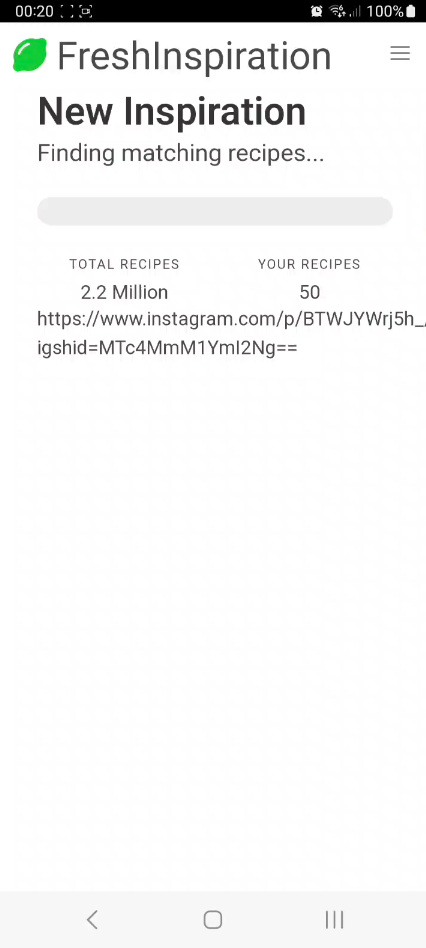 00:20
100%
FreshInspiration
New Inspiration
Finding matching recipes...
TOTAL RECIPES YOUR RECIPES
2.2 Million 50
https://www.instagram.com/p/BTWJYWrj5h_
igshid=MTc4MmM1YmI2Ng==